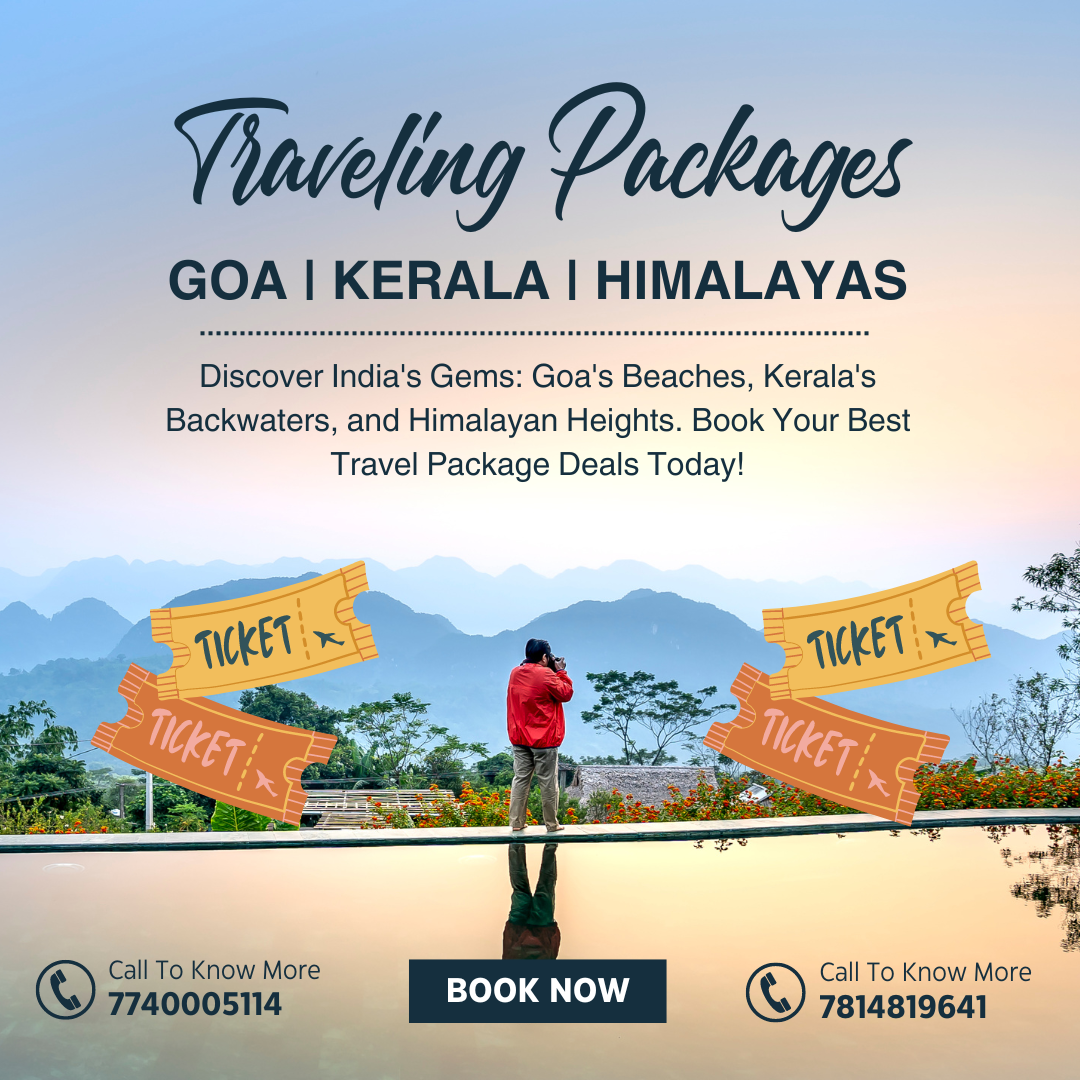 Traveling Packages
GOA | KERALA | HIMALAYAS
Discover India's Gems: Goa's Beaches, Kerala's
Backwaters, and Himalayan Heights. Book Your Best
Travel Package Deals Today!
TICKET
TICKET
TICKET
TICKET
Call To Know More
7740005114
BOOK NOW
Call To Know More
7814819641